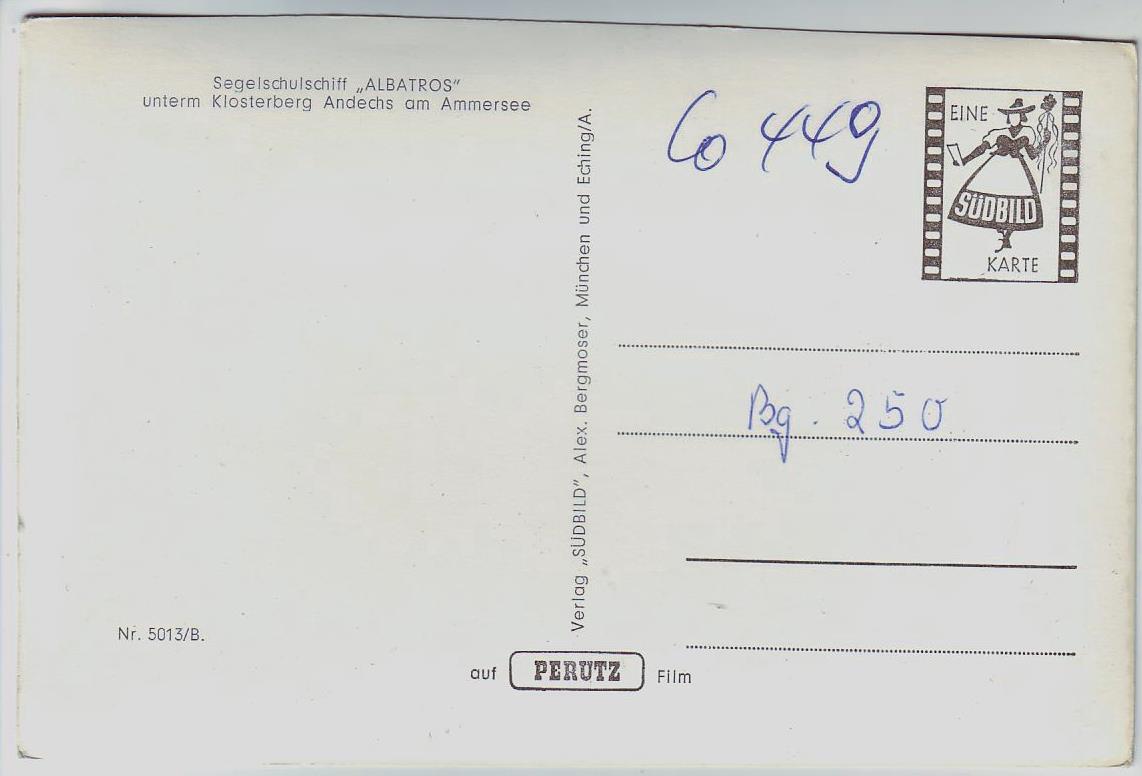 Segelschulschiff „ALBATROS"
unterm Klosterberg Andechs am Ammersee
Co 449
EINE
SÜDBILD
KARTE
Verlag „SÜDBILD", Alex. Bergmoser, München und Eching/A.
Bg. 250
Nr. 5013/B.
auf PERUTZ Film